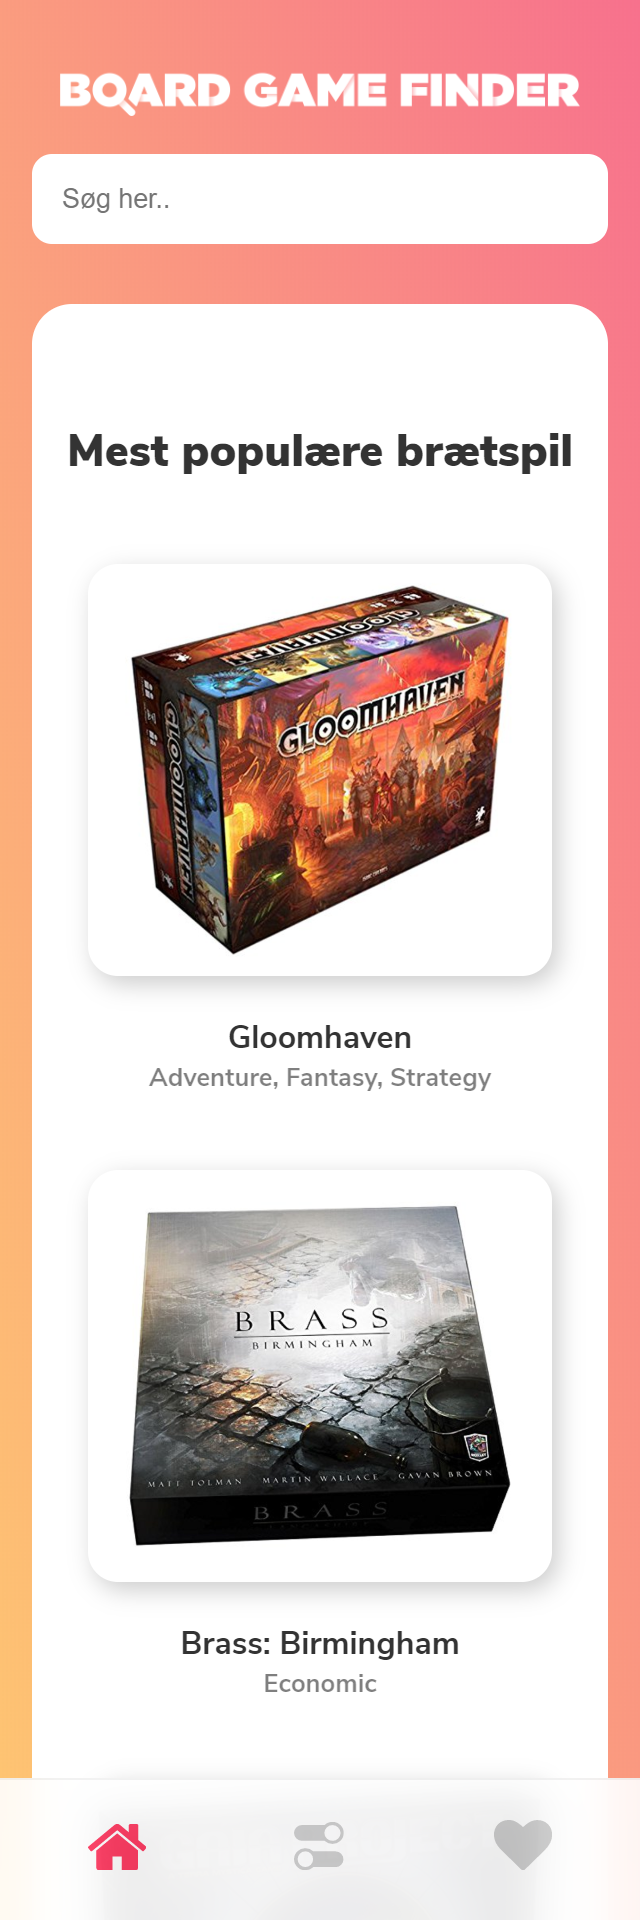 BOARD GAME FINDER
Søg her..
Mest populære brætspil
GLOOMHAVEN
GLOOMHAVEN
GLOOMHAVEN
Gloomhaven
Adventure, Fantasy, Strategy
BRASS
BIRMINGHAM
MATT TOLMAN MARTIN WALLACE GAVAN BROWN
BRASS
Brass: Birmingham
Economic